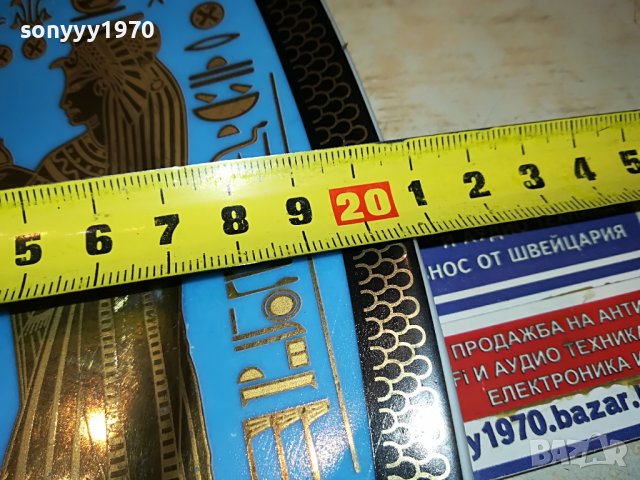 sonyyy1970
5 6 7 8 9 20 1 2 3 4 5
НОС ОТ ШВЕЙЦАРИЯ
ПРОДАЖБА НА АНТИ
Fi И АУДИО ТЕХНИКА
ЕЛЕКТРОНИКА
y1970.bazar.
BAZAR